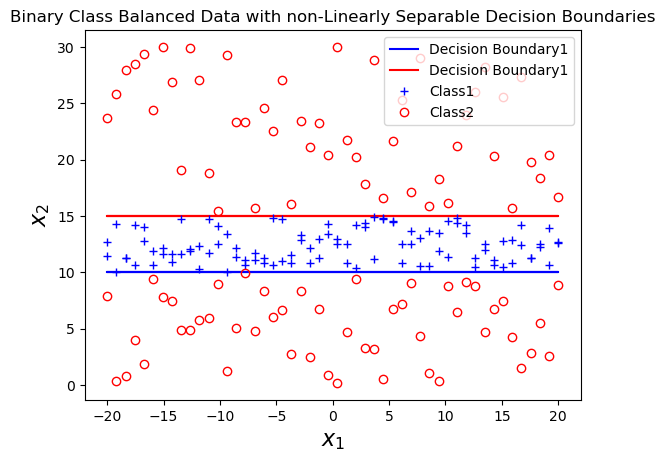 Binary Class Balanced Data with non-Linearly Separable Decision Boundaries
Decision Boundary1
Decision Boundary1
Class1
Class2
30
25
20
15
10
5
0
x2
-20 -15 -10 -5 0 5 10 15 20
x1